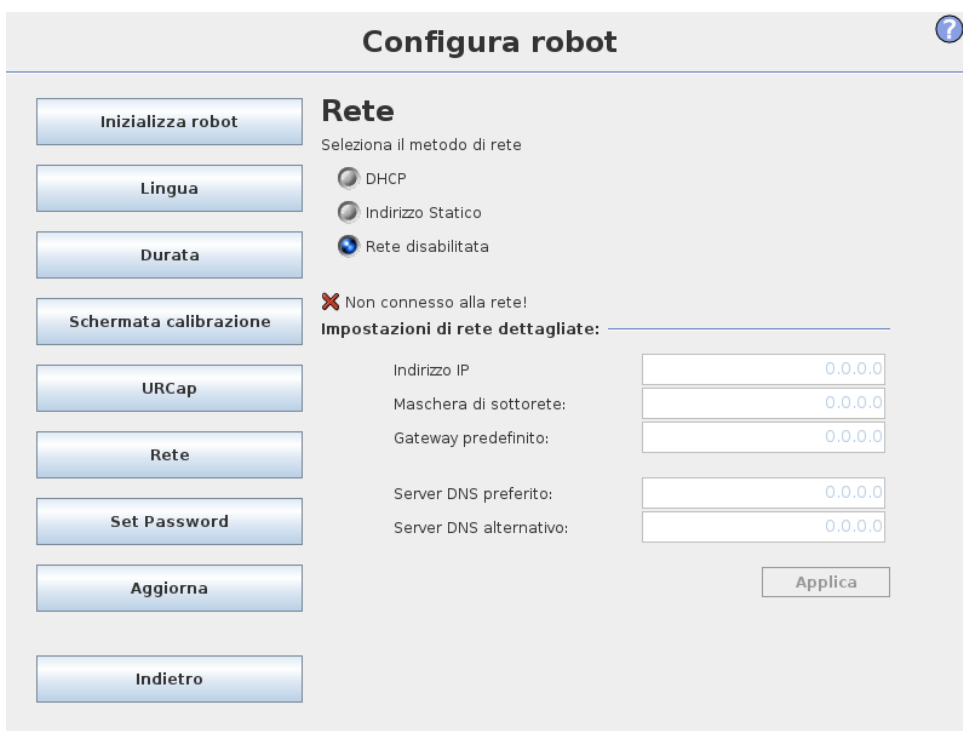 Configura robot
?
Inizializza robot
Lingua
Durata
Schermata calibrazione
URCap
Rete
Set Password
Aggiorna
Indietro
Rete
Seleziona il metodo di rete
DHCP
Indirizzo Statico
Rete disabilitata
Non connesso alla rete!
Impostazioni di rete dettagliate:
Indirizzo IP 0.0.0.0
Maschera di sottorete: 0.0.0.0
Gateway predefinito: 0.0.0.0
Server DNS preferito: 0.0.0.0
Server DNS alternativo: 0.0.0.0
Applica